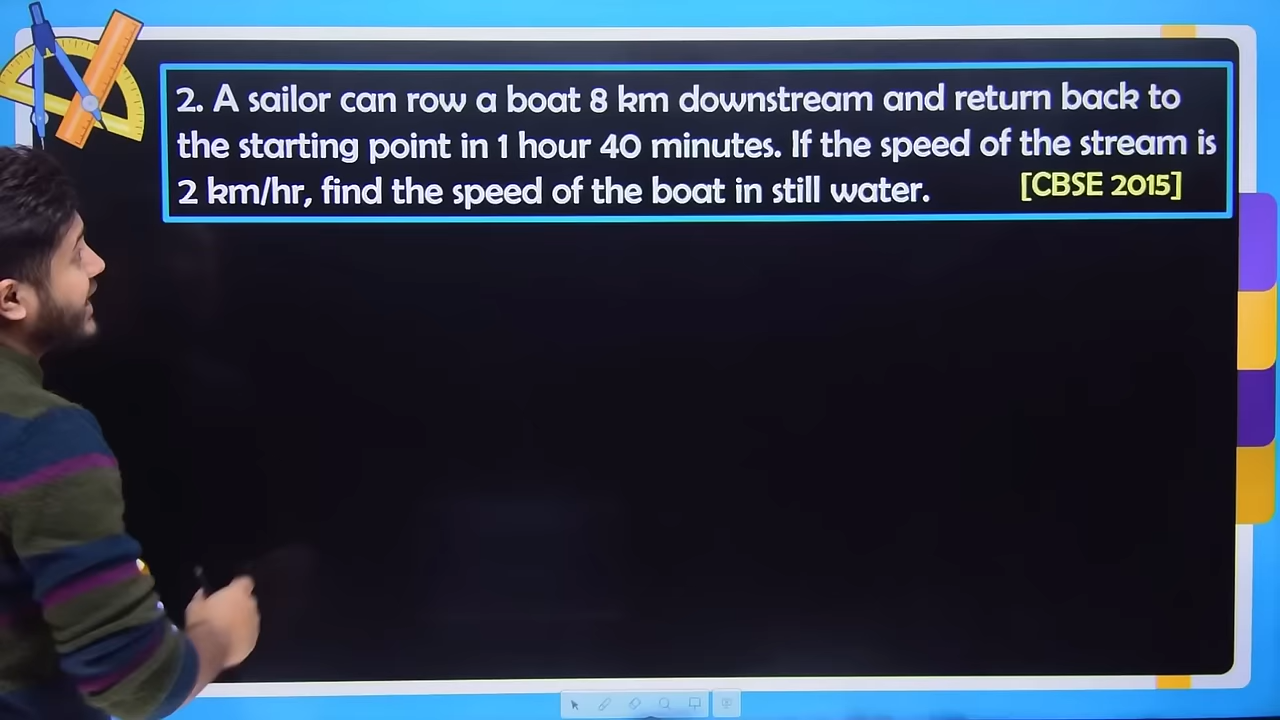 2. A sailor can row a boat 8 km downstream and return back to
the starting point in 1 hour 40 minutes. If the speed of the stream is
2 km/hr, find the speed of the boat in still water. [CBSE 2015]